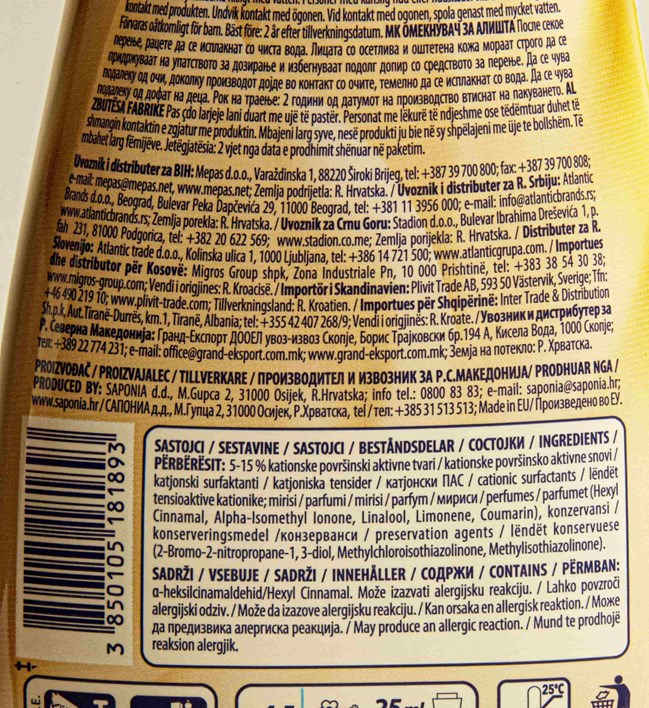 kontakt med produkten. Undvik kontakt med ögonen. Vid kontakt med ogonen, spola genast med mycket vatten.
Förvaras oåtkomligt för barn. Bäst före: 2 år efter tillverkningsdatum. МК ОМЕКНУВАЧ ЗА АЛИШТА После секое
перење, рацете да се исплакнат со чиста вода. Лицата со осетлива и оштетена кожа мораат строго да се
придржуваат на упатството за дозирање и избегнуваат подолг допир со средството за перење. Да се чува
подалеку од очи, доколку производот дојде во контакт со очите, темелно да се исплакнат со вода. Да се чува
подалеку од дофат на деца. Рок на траење: 2 години од датумот на производство втиснат на пакувањето. AL
ZBUTËSA FABRIKE Pas çdo larjeje lani duart me ujë të pastër. Personat me lëkurë të ndjeshme ose tëdëmtuar duhet të
shmangin kontaktin e zgjatur me produktin. Mbajeni larg syve, nesë produkti ju bie në sy shpëlajeni me üje te bollshëm. Të
mbahet larg fëmijëve. Jetëgjatësia: 2 vjet nga data e prodhimit shënuar në paketim.
Uvoznik i distributer za BIH: Mepas d.o.o., Varaždinska 1, 88220 Široki Brijeg, tel: +387 39 700 800; fax: +387 39 700 808;
e-mail: mepas@mepas.net, www.mepas.net; Zemlja podrijetla: R. Hrvatska. / Uvoznik i distributer za R. Srbiju: Atlantic
Brands d.o.o., Beograd, Bulevar Peka Dapčevića 29, 11000 Beograd, tel: +381 11 3956 000; e-mail: info@atlanticbrands.rs;
www.atlanticbrands.rs; Zemlja porekla: R. Hrvatska. / Uvoznik za Crnu Goru: Stadion d.o.o., Bulevar Ibrahima Dreševića 1, p.
fah 231, 81000 Podgorica, tel: +382 20 622 569; www.stadion.co.me; Zemlja porijekla: R. Hrvatska. / Distributer za R.
Slovenijo: Atlantic trade d.o.o., Kolinska ulica 1, 1000 Ljubljana, tel: +386 14 721 500; www.atlanticgrupa.com. / Importues
dhe distributor për Kosovë: Migros Group shpk, Zona Industriale Pn, 10 000 Prishtinë, tel: +383 38 54 30 38;
www.migros-group.com; Vendi i origjines: R. Kroacisë. / Importör i Skandinavien: Plivit Trade AB, 593 50 Västervik, Sverige; Tfn:
+46 490 219 10; www.plivit-trade.com; Tillverkningsland: R. Kroatien. / Importues për Shqipërinë: Inter Trade & Distribution
Sh.p.k, Aut. Tiranë-Durrës, km.1, Tiranë, Albania; tel: +355 42 407 268/9; Vendi i origjinës: R. Kroate. / Увозник и дистрибутер за
Р. Северна Македонија: Гранд-Експорт ДООЕЛ увоз-извоз Скопје, Борис Трајковски бр.194 А, Кисела Вода, 1000 Скопје;
тел: +389 22 774 231; e-mail: office@grand-eksport.com.mk; www.grand-eksport.com.mk; Земја на потекло: Р. Хрватска.
PROIZVOĐAČ / PROIZVAJALEC / TILLVERKARE / ПРОИЗВОДИТЕЛ И ИЗВОЗНИК ЗА Р.С.МАКЕДОНИЈА/ PRODHUAR NGA /
PRODUCED BY: SAPONIA d.d., M.Gupca 2, 31000 Osijek, R.Hrvatska; info tel.: 0800 83 83; e-mail: saponia@saponia.hr;
www.saponia.hr / САПОНИА д.д., М.Гупца 2, 31000 Осијек, Р.Хрватска, tel / тел: +385 31 513 513; Made in EU / Произведено во ЕУ.
SASTOJCI / SESTAVINE / SASTOJCI / BESTÅNDSDELAR / СОСТОЈКИ / INGREDIENTS /
PËRBËRËSIT: 5-15 % kationske površinski aktivne tvari / kationske površinsko aktivne snovi /
katjonski surfaktanti / katjoniska tensider / катјонски ПАС / cationic surfactants / lëndët
tensioaktive kationike; mirisi / parfumi / mirisi / parfym / мириси / perfumes / parfumet (Hexyl
Cinnamal, Alpha-Isomethyl Ionone, Linalool, Limonene, Coumarin), konzervansi /
konserveringsmedel /конзерванси / preservation agents / lëndët konservuese
(2-Bromo-2-nitropropane-1, 3-diol, Methylchloroisothiazolinone, Methylisothiazolinone).
SADRŽI / VSEBUJE / SADRŽI / INNEHÅLLER / СОДРЖИ / CONTAINS / PËRMBAN:
α-heksilcinamaldehid/Hexyl Cinnamal. Može izazvati alergijsku reakciju. / Lahko povzroči
alergijski odziv. / Može da izazove alergijsku reakciju. / Kan orsaka en allergisk reaktion. / Може
да предизвика алергиска реакција. / May produce an allergic reaction. / Mund te prodhojë
reaksion alergjik.
3 850105 181893
25 ml
25°C